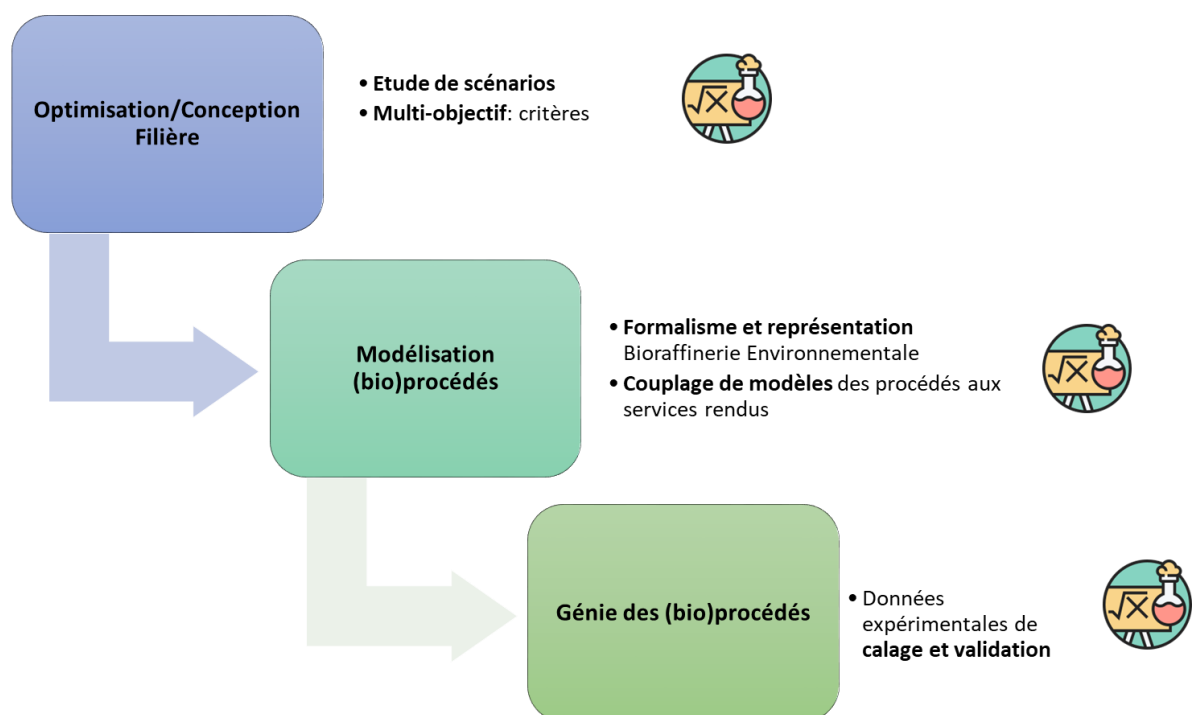 Optimisation/Conception
Filière
• Etude de scénarios
• Multi-objectif: critères
√X
Modélisation
(bio)procédés
• Formalisme et représentation
Bioraffinerie Environnementale
• Couplage de modèles des procédés aux
services rendus
√X
Génie des (bio)procédés
• Données
expérimentales de
calage et validation
√X